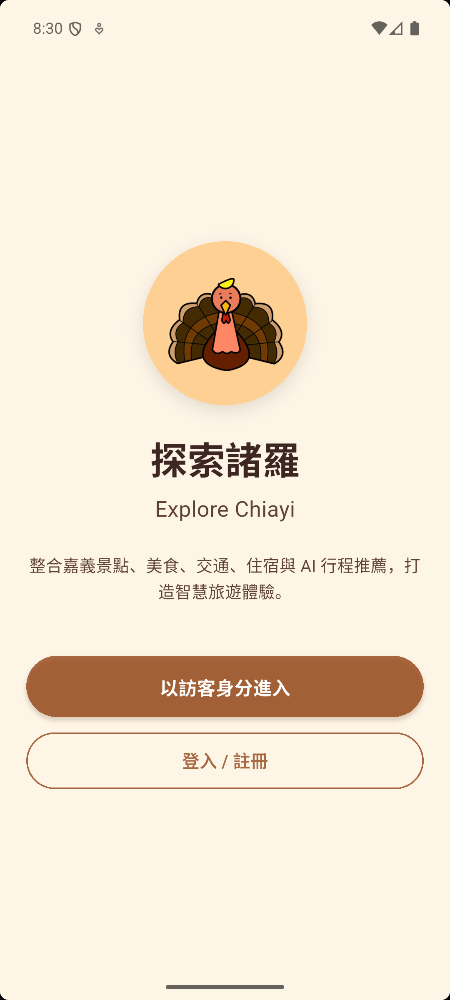 8:30
探索諸羅
Explore Chiayi
整合嘉義景點、美食、交通、住宿與 AI 行程推薦，打
造智慧旅遊體驗。
以訪客身分進入
登入 / 註冊